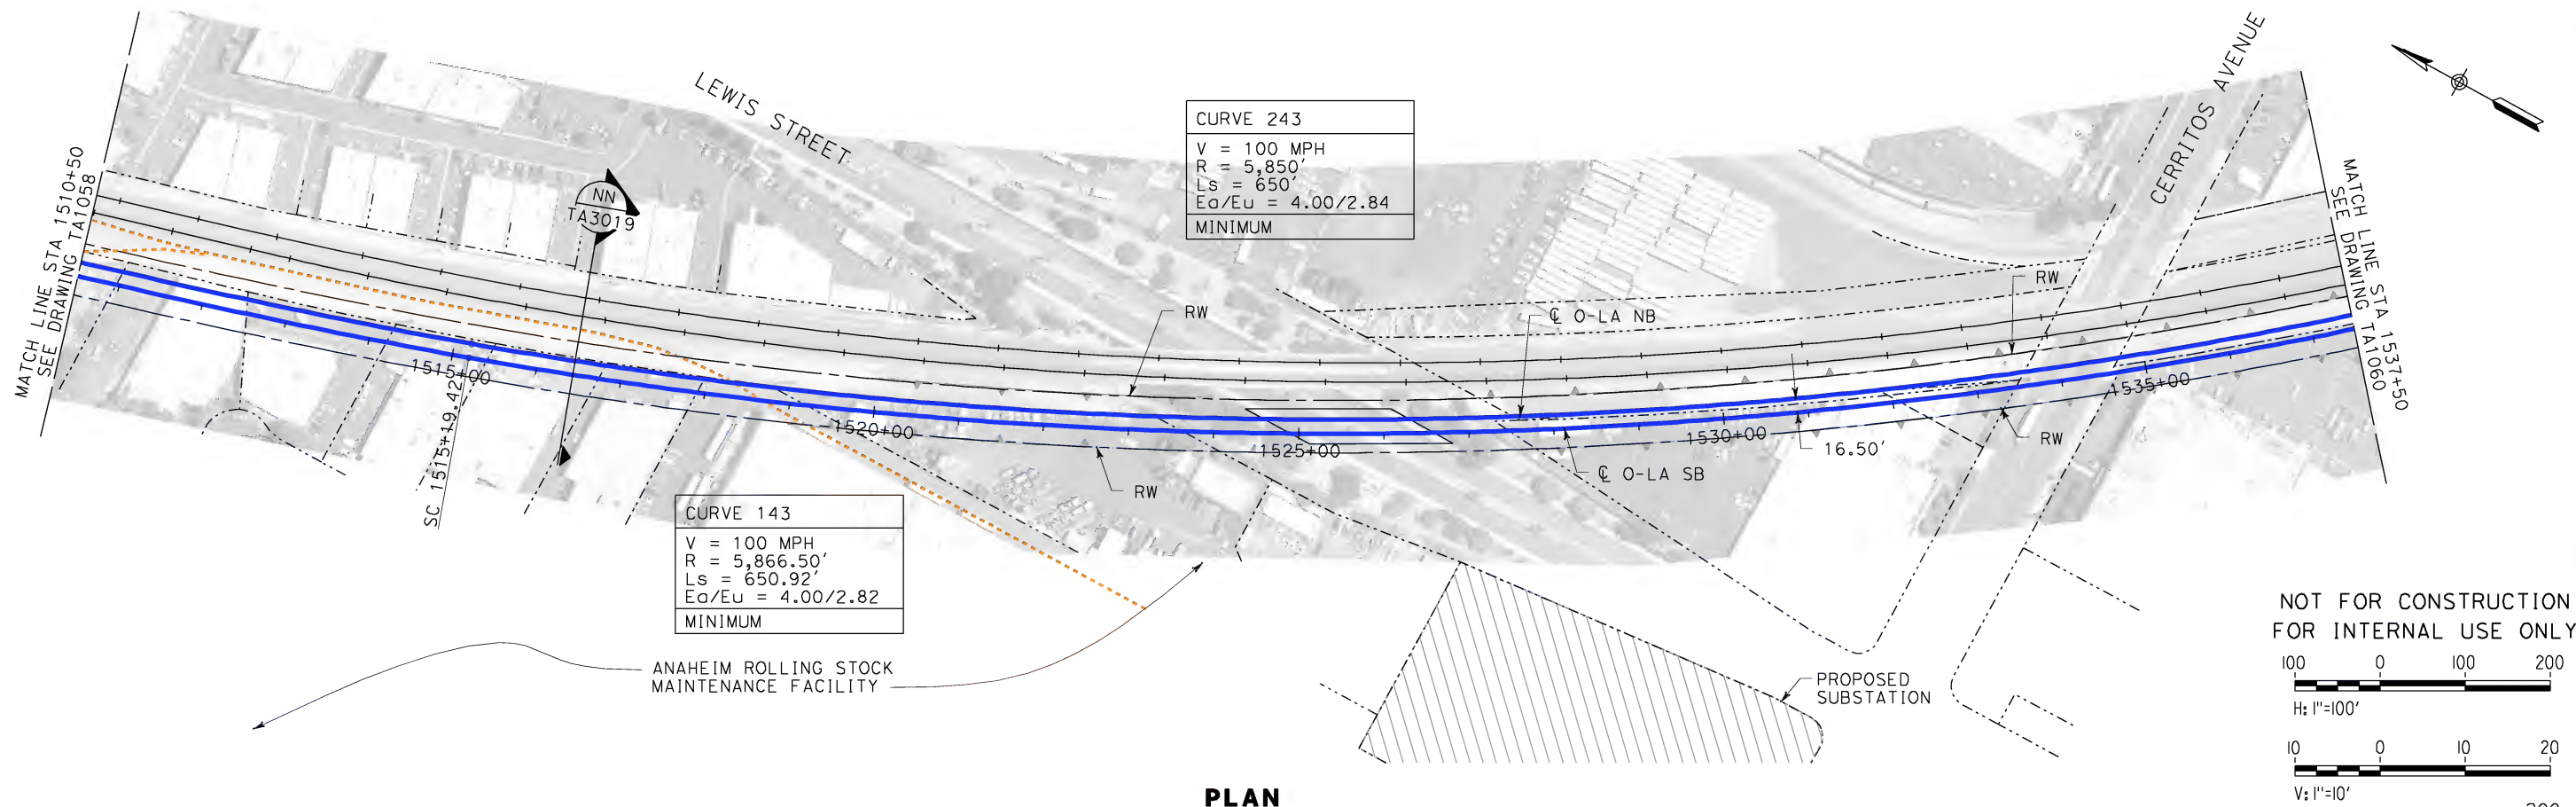 MATCH LINE STA 1510+50
SEE DRAWING TA1058
LEWIS STREET
NN
TA3019
CURVE 243
V = 100 MPH
R = 5,850′
Ls = 650′
Ea/Eu = 4.00/2.84
MINIMUM
CERRITOS AVENUE
MATCH LINE STA 1537+50
SEE DRAWING TA1060
RW
RW
℄ O-LA NB
1515+00
SC 1515+19.42
1520+00
1525+00
1530+00
1535+00
16.50′
RW
℄ O-LA SB
RW
CURVE 143
V = 100 MPH
R = 5,866.50′
Ls = 650.92′
Ea/Eu = 4.00/2.82
MINIMUM
ANAHEIM ROLLING STOCK
MAINTENANCE FACILITY
PROPOSED
SUBSTATION
NOT FOR CONSTRUCTION
FOR INTERNAL USE ONLY
100 0 100 200
H: 1"=100′
10 0 10 20
V: 1"=10′
PLAN